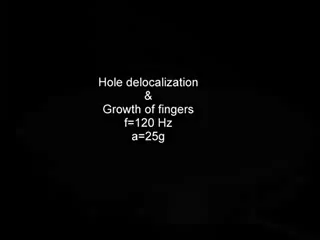 Hole delocalization
&
Growth of fingers
f=120 Hz
a=25g